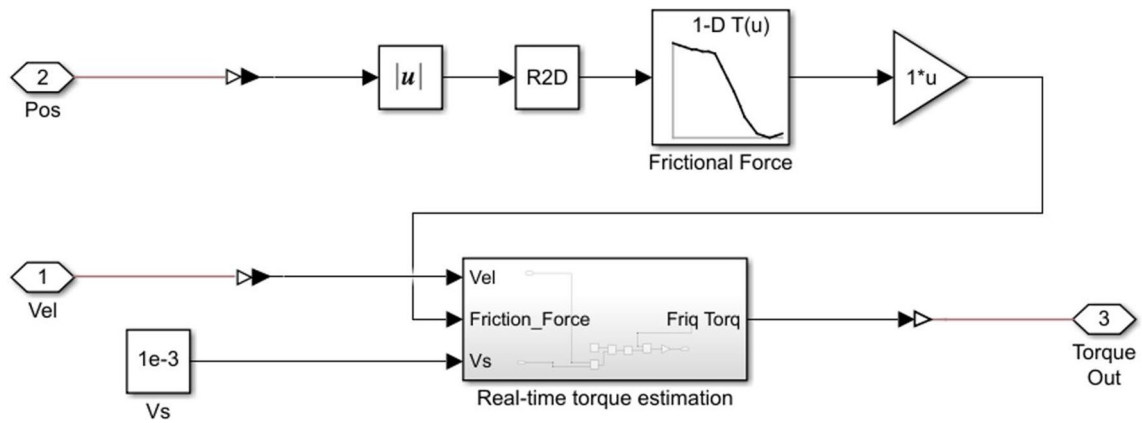 1-D T(u)
2
|u|
R2D
1*u
Pos
Frictional Force
1
Vel
Vel
Friction_Force
Friq Torq
3
1e-3
Vs
Torque
Out
Vs
Real-time torque estimation